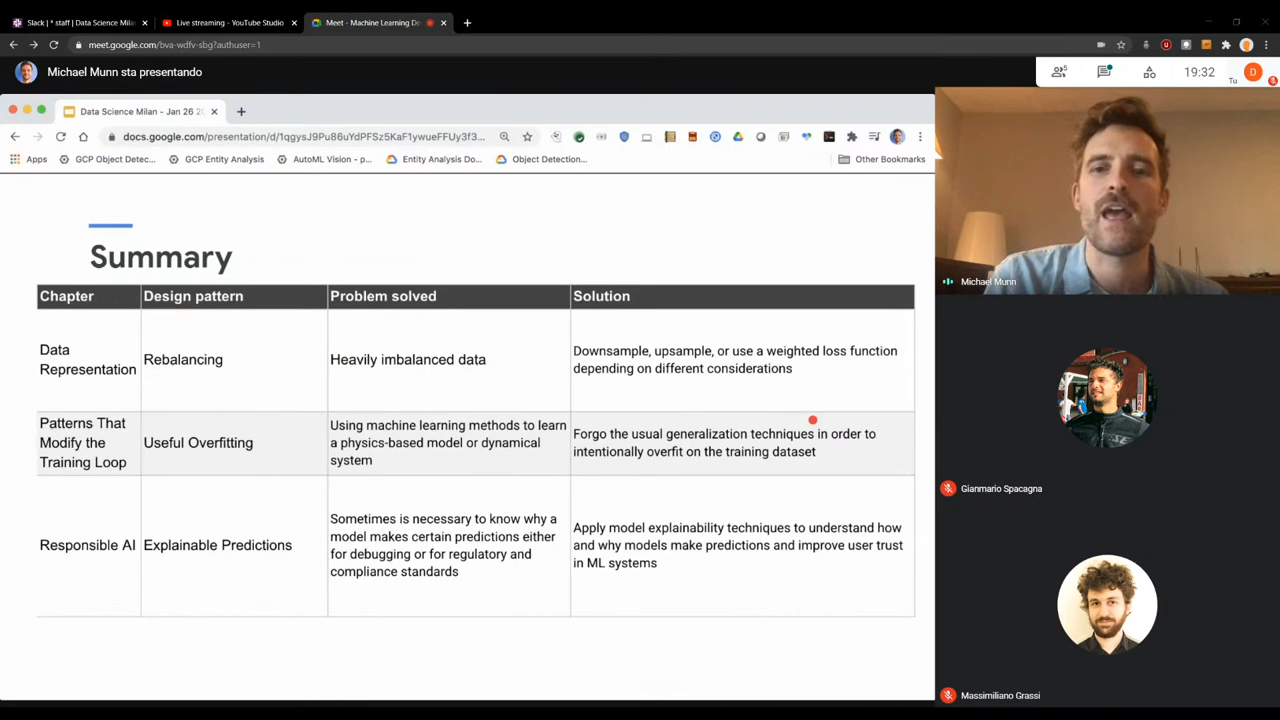 Slack | * staff | Data Science Mila
Live streaming - YouTube Studio
Meet - Machine Learning De
meet.google.com/bva-wdfv-sbg?authuser=1
Michael Munn sta presentando
5
19:32
Tu
D
Data Science Milan - Jan 26 20
docs.google.com/presentation/d/1qgysJ9Pu86uYdPFSz5KaF1ywueFFUy3f3...
Apps
GCP Object Detec...
GCP Entity Analysis
AutoML Vision - p...
Entity Analysis Do...
Object Detection...
Other Bookmarks
Summary
Chapter
Design pattern
Problem solved
Solution
Data
Representation
Rebalancing
Heavily imbalanced data
Downsample, upsample, or use a weighted loss function
depending on different considerations
Patterns That
Modify the
Training Loop
Useful Overfitting
Using machine learning methods to learn
a physics-based model or dynamical
system
Forgo the usual generalization techniques in order to
intentionally overfit on the training dataset
Responsible AI
Explainable Predictions
Sometimes is necessary to know why a
model makes certain predictions either
for debugging or for regulatory and
compliance standards
Apply model explainability techniques to understand how
and why models make predictions and improve user trust
in ML systems
Michael Munn
Gianmario Spacagna
Massimiliano Grassi